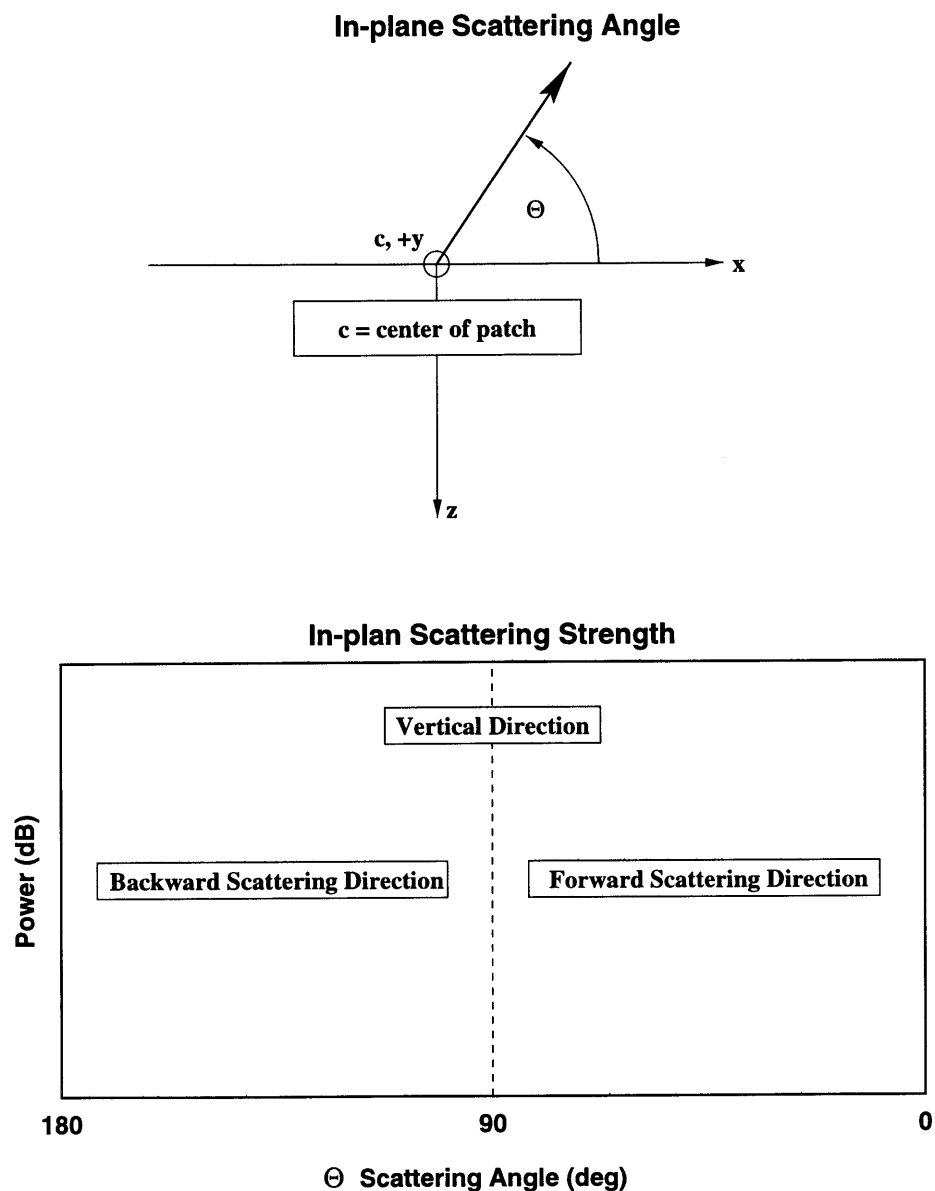 In-plane Scattering Angle
Θ
c, +y
x
c = center of patch
z
In-plan Scattering Strength
Vertical Direction
Power (dB)
Backward Scattering Direction
Forward Scattering Direction
180
90
0
Θ Scattering Angle (deg)